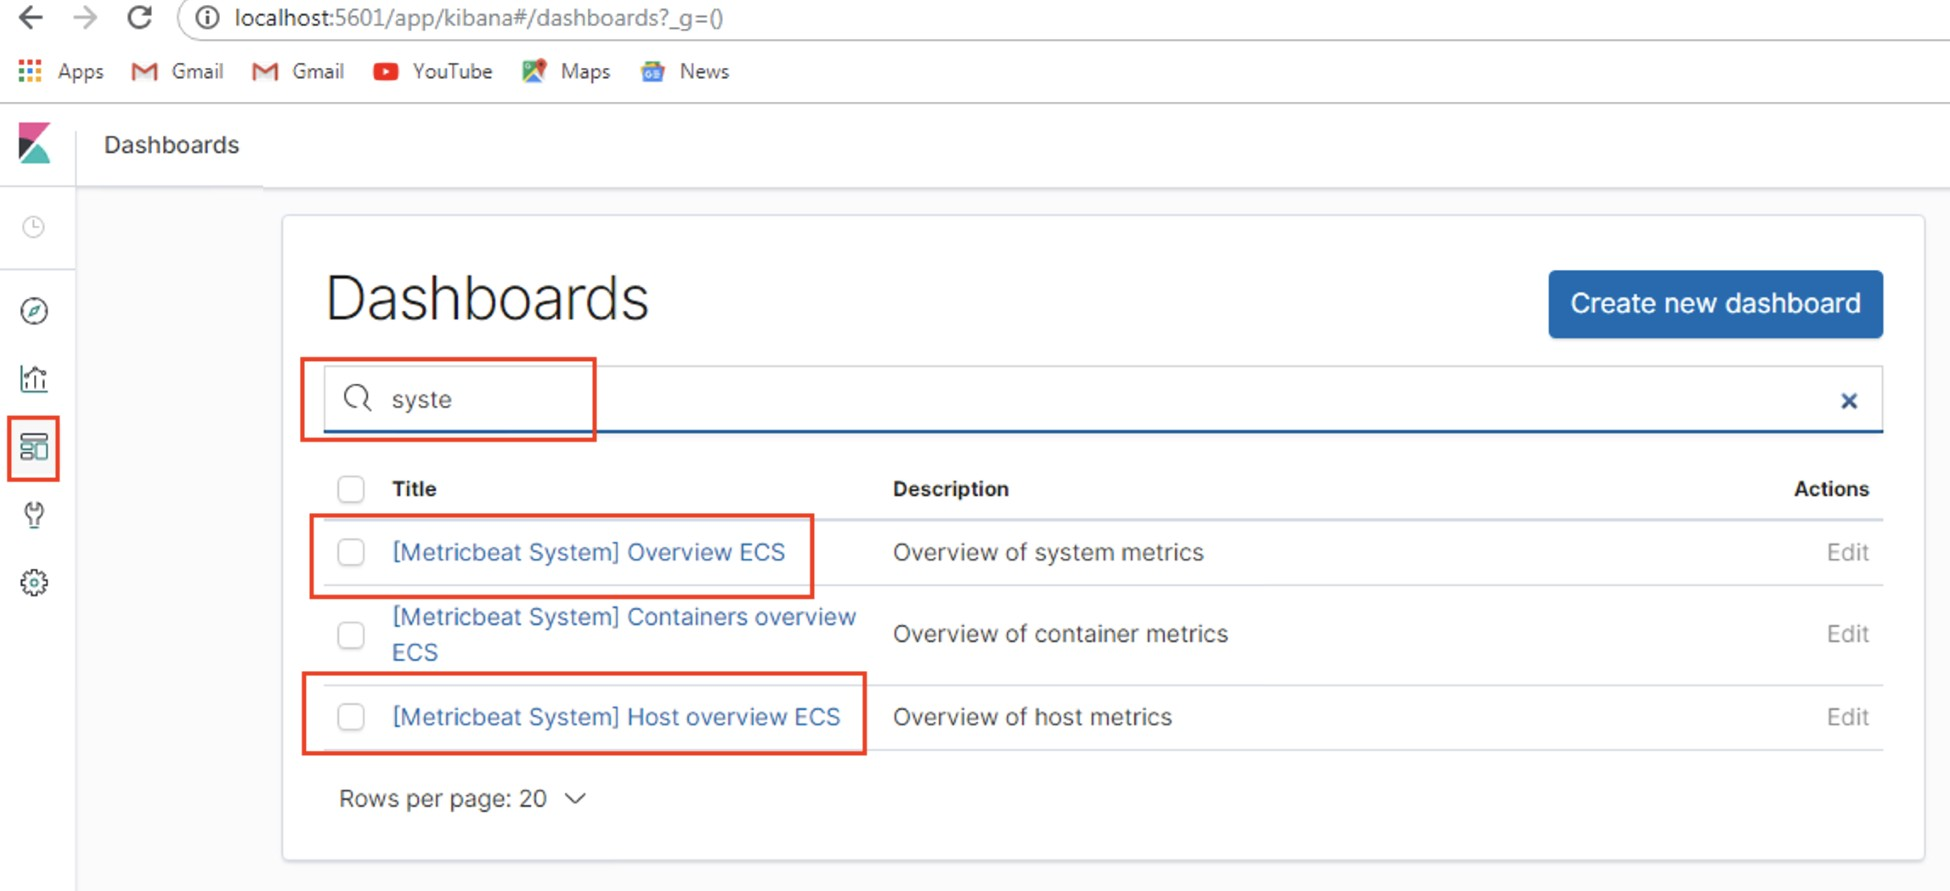 localhost:5601/app/kibana#/dashboards?_g=()
Apps Gmail Gmail YouTube Maps News
Dashboards
Dashboards
Create new dashboard
syste
Title Description Actions
[Metricbeat System] Overview ECS Overview of system metrics Edit
[Metricbeat System] Containers overview
ECS Overview of container metrics Edit
[Metricbeat System] Host overview ECS Overview of host metrics Edit
Rows per page: 20